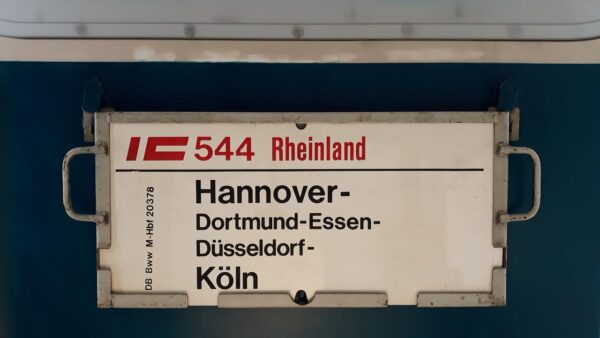 IC 544 Rheinland
Hannover-
Dortmund-Essen-
Düsseldorf-
Köln
DB Bww M-Hbf 20378